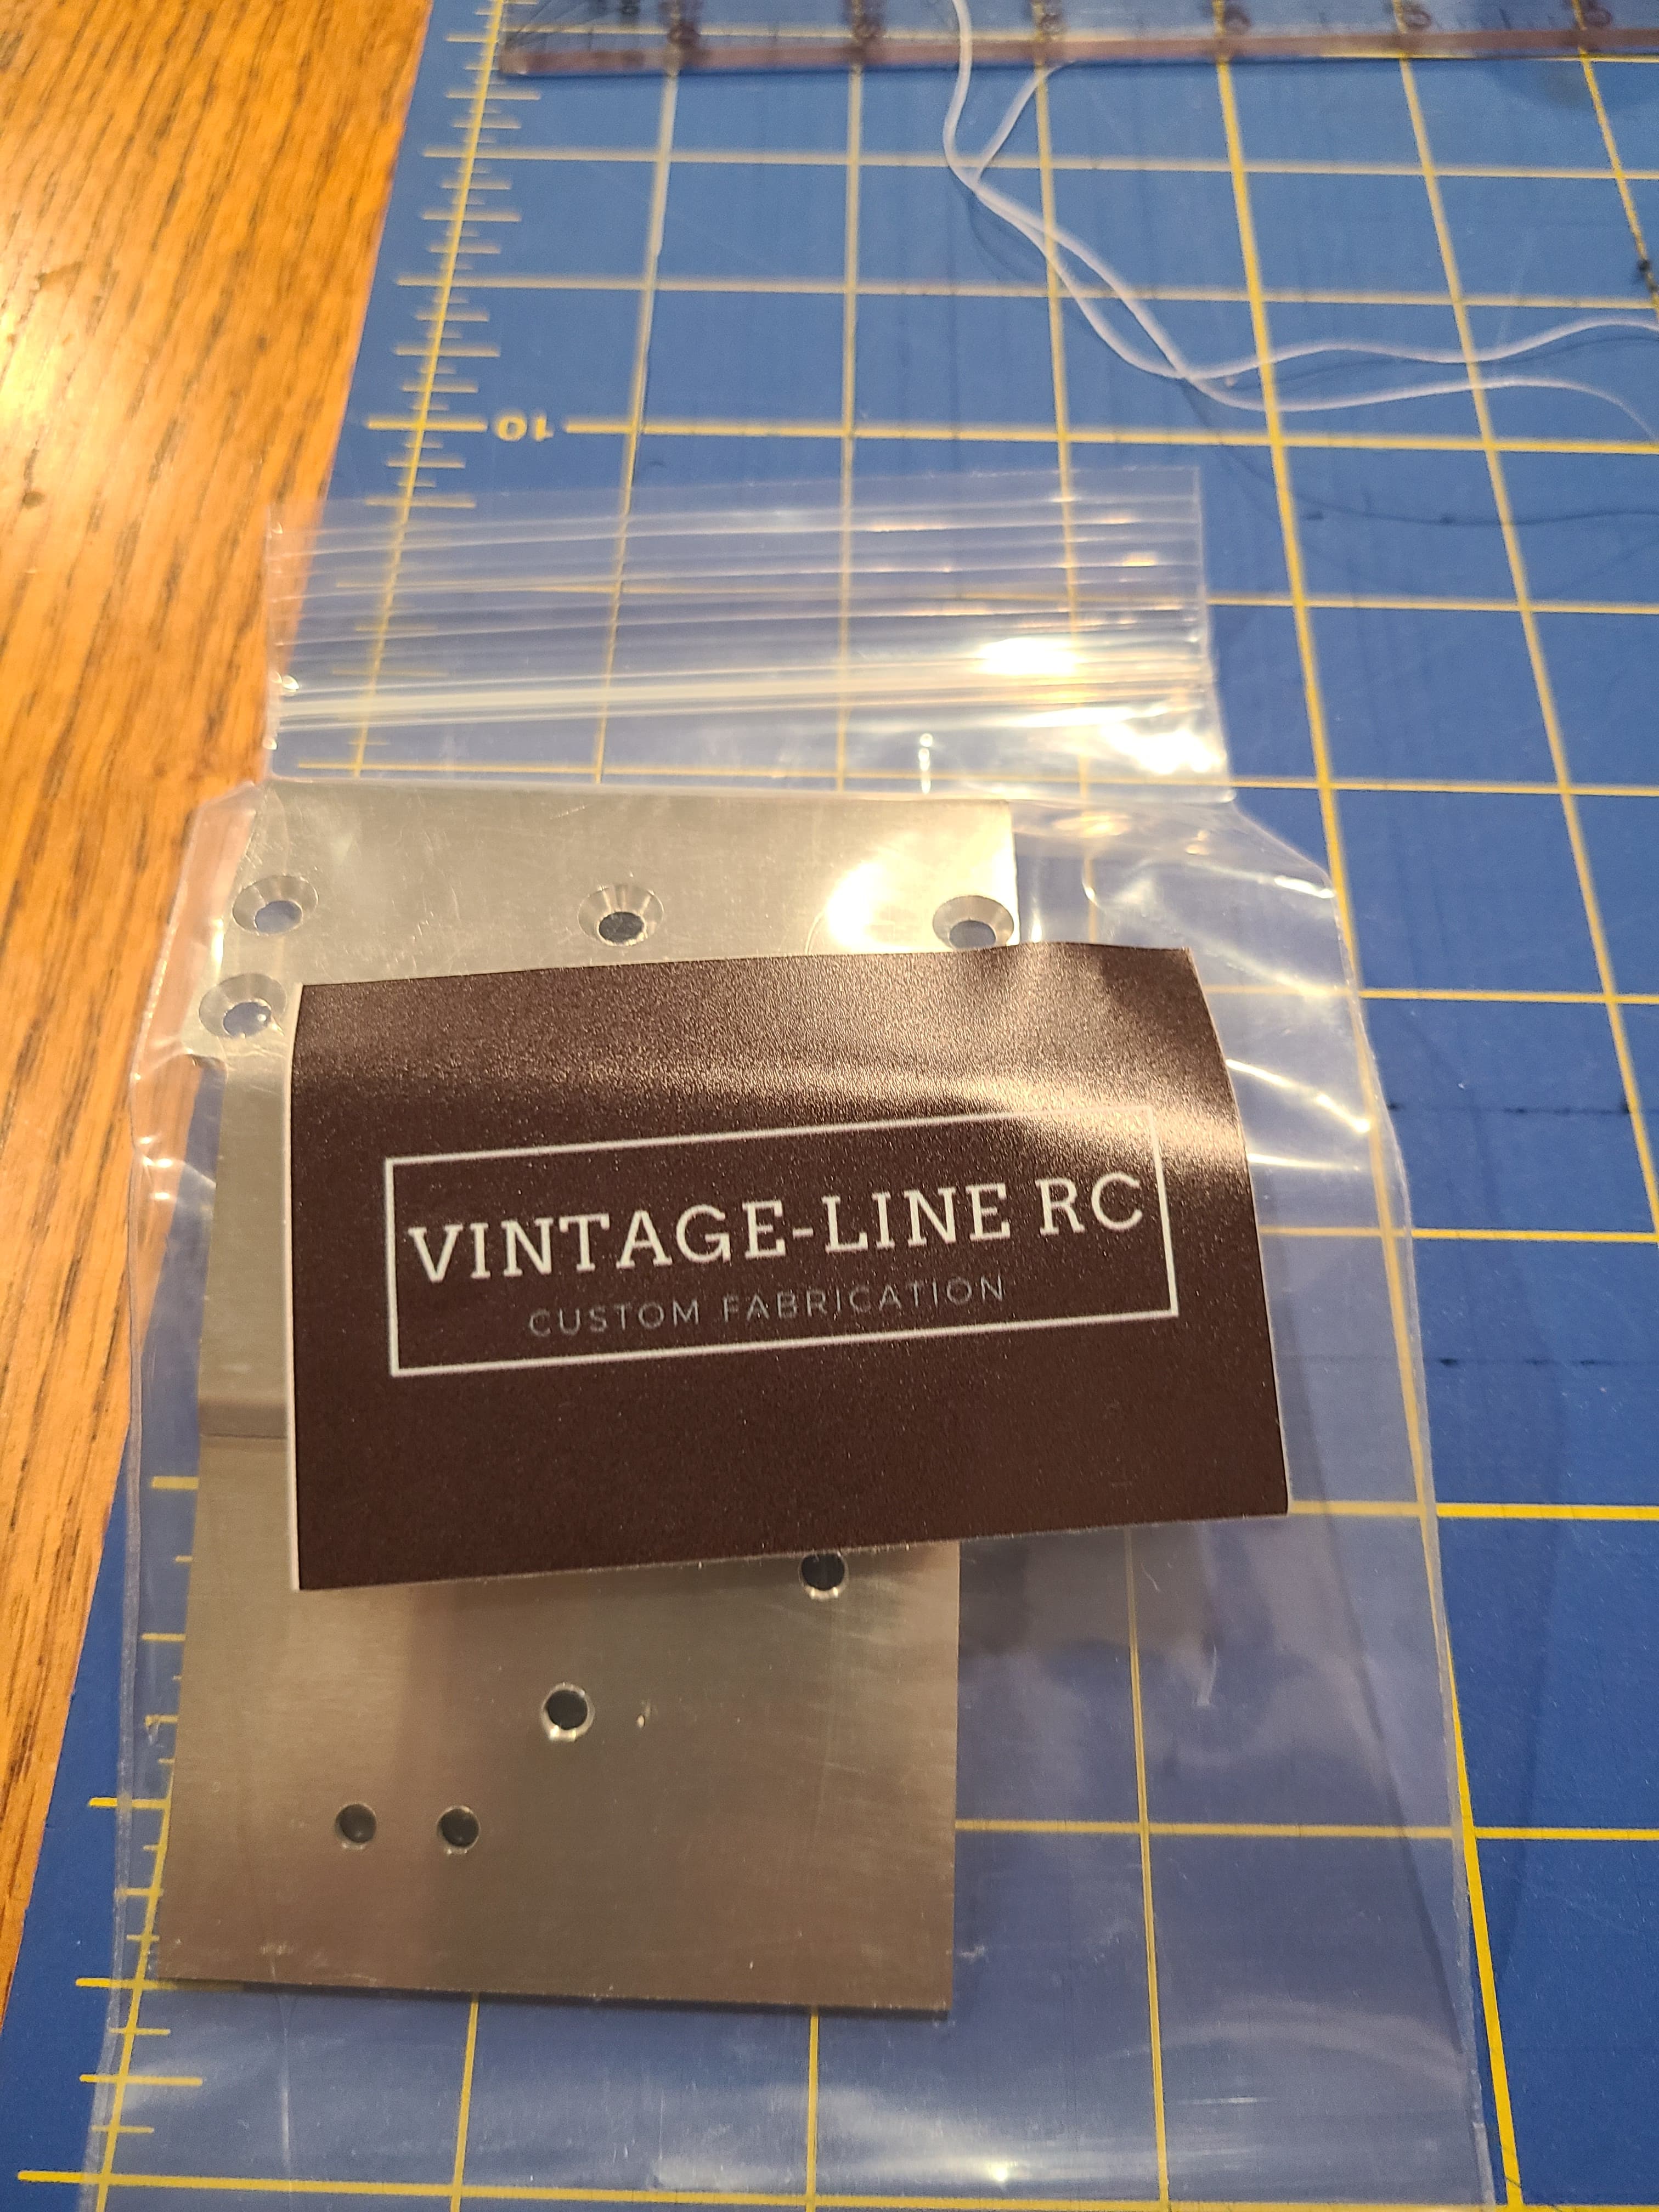 10
VINTAGE-LINE RC
CUSTOM FABRICATION